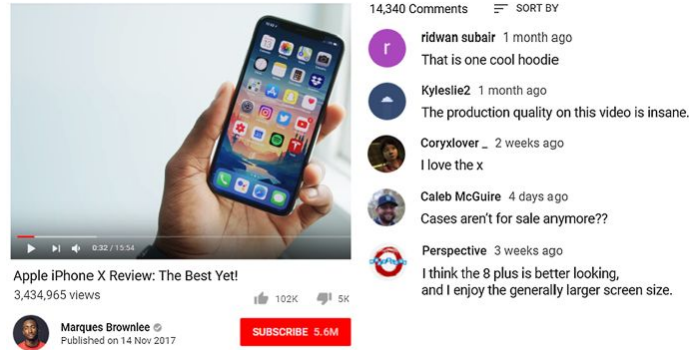 0:32 / 15:54
Apple iPhone X Review: The Best Yet!
3,434,965 views
102K
5K
Marques Brownlee
Published on 14 Nov 2017
SUBSCRIBE 5.6M
14,340 Comments
SORT BY
r
ridwan subair 1 month ago
That is one cool hoodie
Kyleslie2 1 month ago
The production quality on this video is insane.
Coryxlover _ 2 weeks ago
I love the x
Caleb McGuire 4 days ago
Cases aren't for sale anymore??
Perspective 3 weeks ago
I think the 8 plus is better looking,
and I enjoy the generally larger screen size.